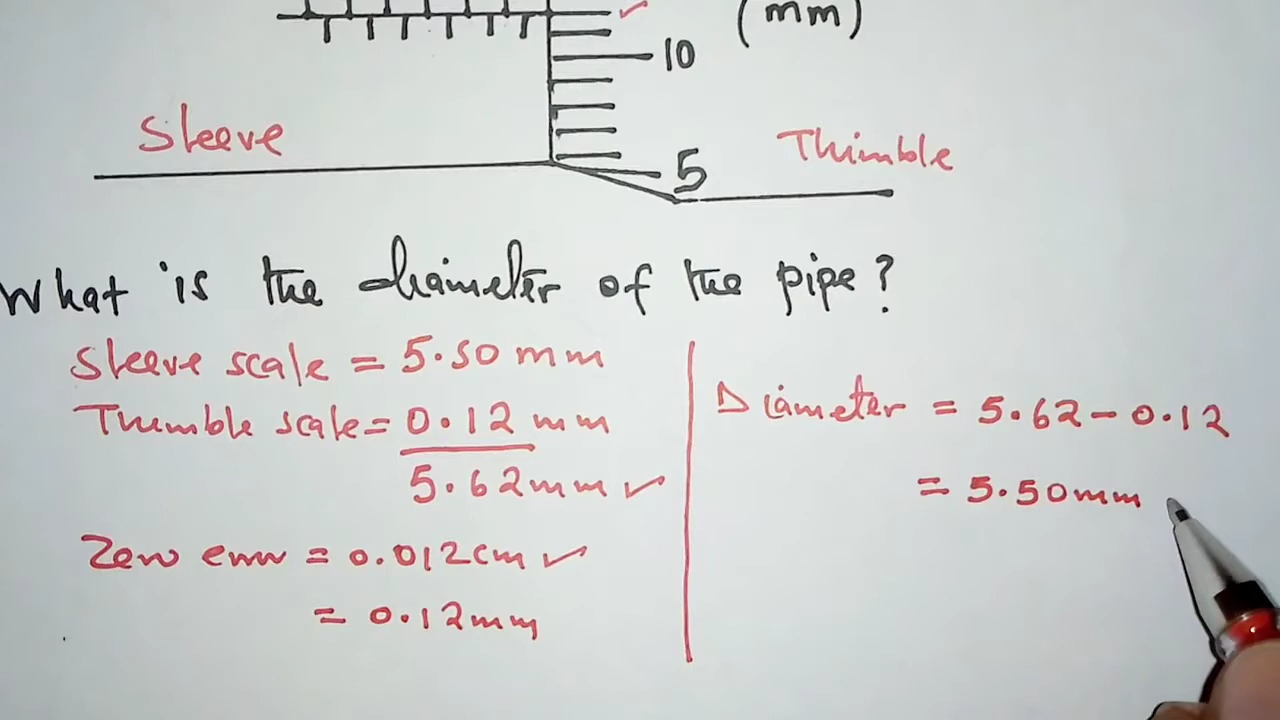 (mm)
10
Sleeve
Thimble
5
What is the diameter of the pipe?
Sleeve scale = 5.50 mm
Thimble scale = 0.12 mm
5.62mm ✓
Zero error = 0.012cm ✓
= 0.12mm
Diameter = 5.62 - 0.12
= 5.50mm